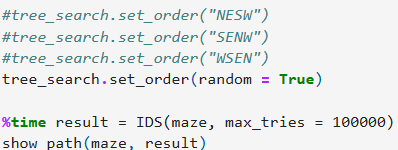 #tree_search.set_order("NESW")
#tree_search.set_order("SENW")
#tree_search.set_order("WSEN")
tree_search.set_order(random = True)
%time result = IDS(maze, max_tries = 100000)
show_path(maze, result)